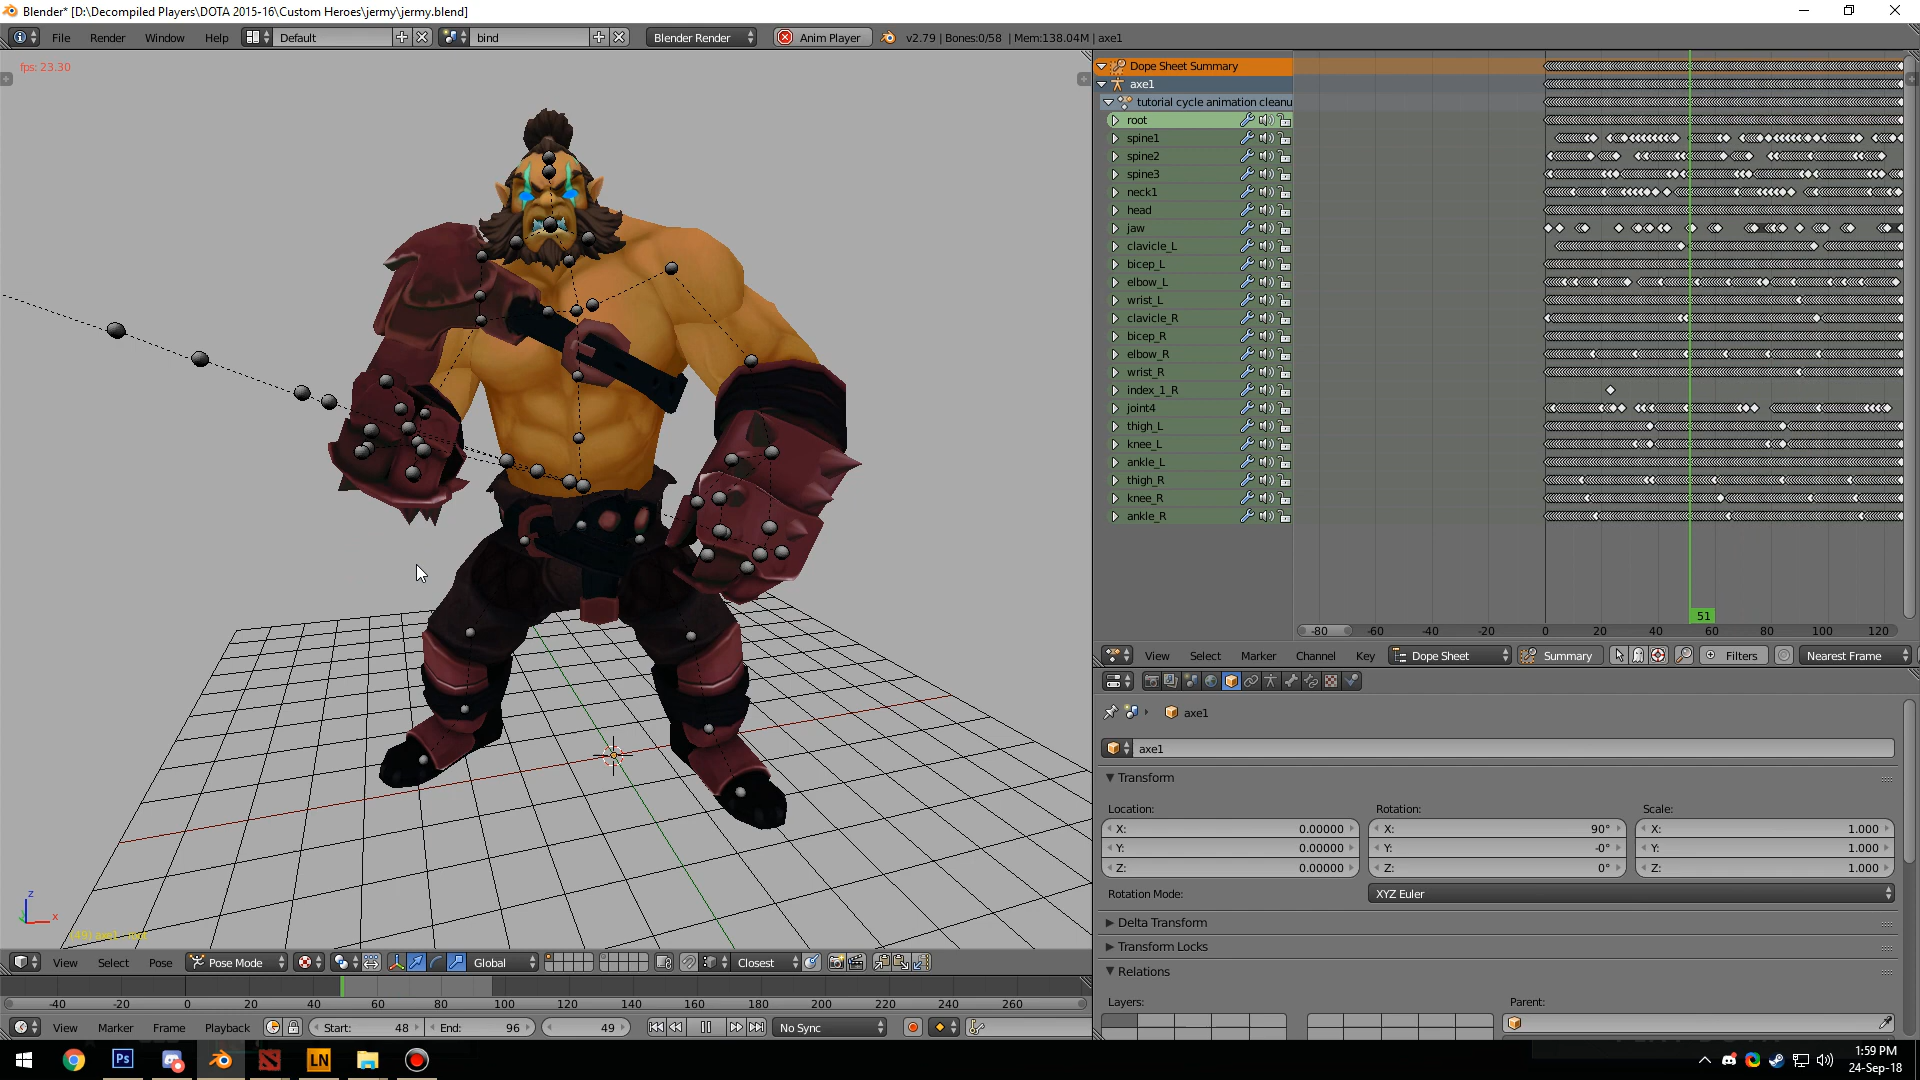 Blender* [D:\Decompiled Players\DOTA 2015-16\Custom Heroes\jermy\jermy.blend]
File Render Window Help Default bind Blender Render Anim Player v2.79 | Bones:0/58 | Mem:138.04M | axe1
fps: 23.30
Dope Sheet Summary
axe1
tutorial cycle animation cleanu
root
spine1
spine2
spine3
neck1
head
jaw
clavicle_L
bicep_L
elbow_L
wrist_L
clavicle_R
bicep_R
elbow_R
wrist_R
index_1_R
joint4
thigh_L
knee_L
ankle_L
thigh_R
knee_R
ankle_R
51
-80 -60 -40 -20 0 20 40 60 80 100 120
View Select Marker Channel Key Dope Sheet Summary Filters Nearest Frame
axe1
axe1
Transform
Location: Rotation: Scale:
X: 0.00000 X: 90° X: 1.000
Y: 0.00000 Y: -0° Y: 1.000
Z: 0.00000 Z: 0° Z: 1.000
Rotation Mode: XYZ Euler
Delta Transform
Transform Locks
Relations
Layers: Parent:
z
x
View Select Pose Pose Mode Global Closest
-40 -20 0 20 40 60 80 100 120 140 160 180 200 220 240 260
View Marker Frame Playback Start: 48 End: 96 49 No Sync
Ps LN
1:59 PM
24-Sep-18